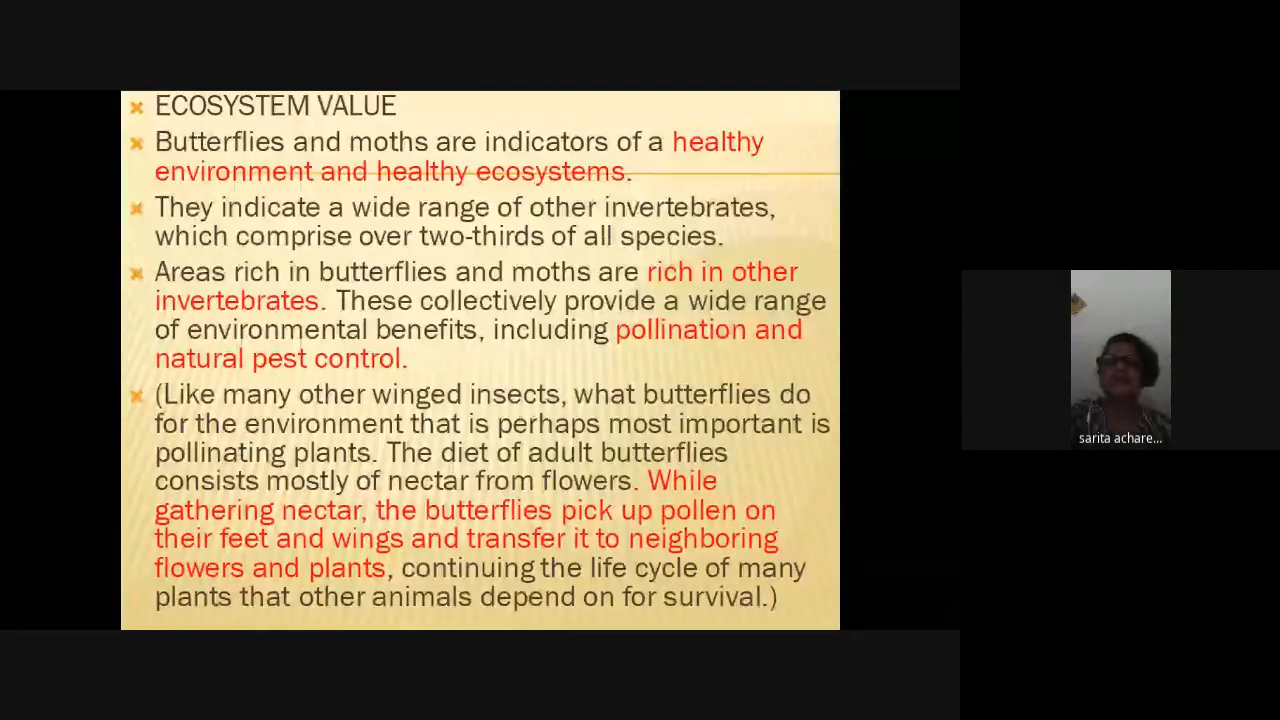 ECOSYSTEM VALUE
Butterflies and moths are indicators of a healthy
environment and healthy ecosystems.
They indicate a wide range of other invertebrates,
which comprise over two-thirds of all species.
Areas rich in butterflies and moths are rich in other
invertebrates. These collectively provide a wide range
of environmental benefits, including pollination and
natural pest control.
(Like many other winged insects, what butterflies do
for the environment that is perhaps most important is
pollinating plants. The diet of adult butterflies
consists mostly of nectar from flowers. While
gathering nectar, the butterflies pick up pollen on
their feet and wings and transfer it to neighboring
flowers and plants, continuing the life cycle of many
plants that other animals depend on for survival.)
sarita achare...